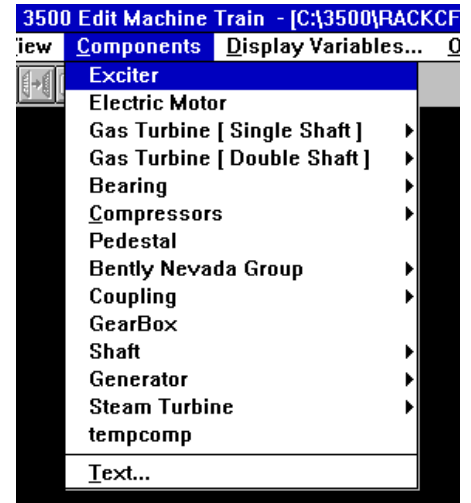 3500 Edit Machine Train - [C:\3500\RACKCF
iew Components Display Variables... O
Exciter
Electric Motor
Gas Turbine [ Single Shaft ]
Gas Turbine [ Double Shaft ]
Bearing
Compressors
Pedestal
Bently Nevada Group
Coupling
GearBox
Shaft
Generator
Steam Turbine
tempcomp
Text...